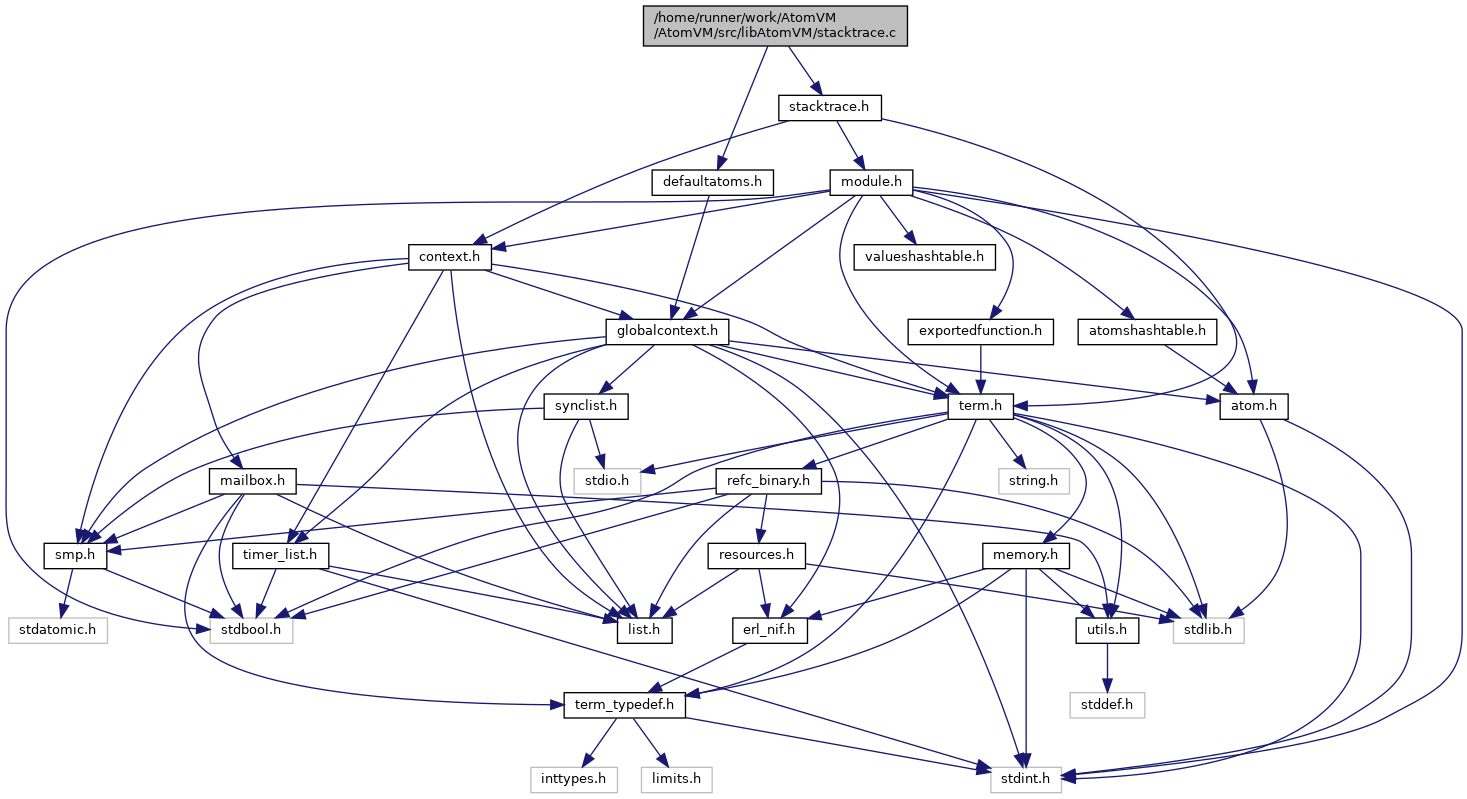 /home/runner/work/AtomVM
/AtomVM/src/libAtomVM/stacktrace.c
stacktrace.h
defaultatoms.h
module.h
context.h
valueshashtable.h
globalcontext.h
exportedfunction.h
atomshashtable.h
synclist.h
term.h
atom.h
mailbox.h
stdio.h
refc_binary.h
string.h
smp.h
timer_list.h
resources.h
memory.h
stdatomic.h
stdbool.h
list.h
erl_nif.h
utils.h
stdlib.h
term_typedef.h
stddef.h
inttypes.h
limits.h
stdint.h